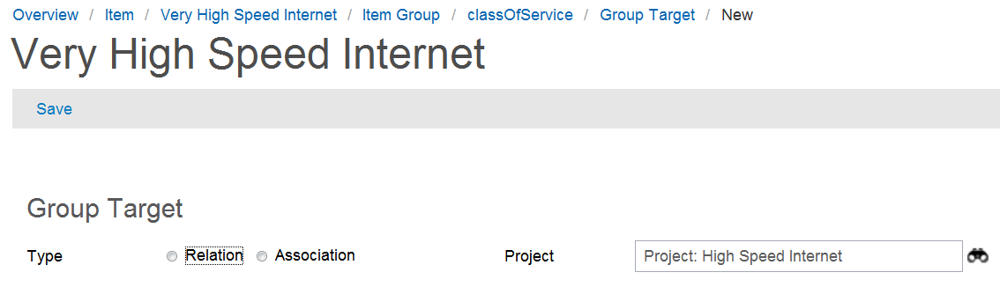 Overview / Item / Very High Speed Internet / Item Group / classOfService / Group Target / New
Very High Speed Internet
Save
Group Target
Type Relation Association Project Project: High Speed Internet